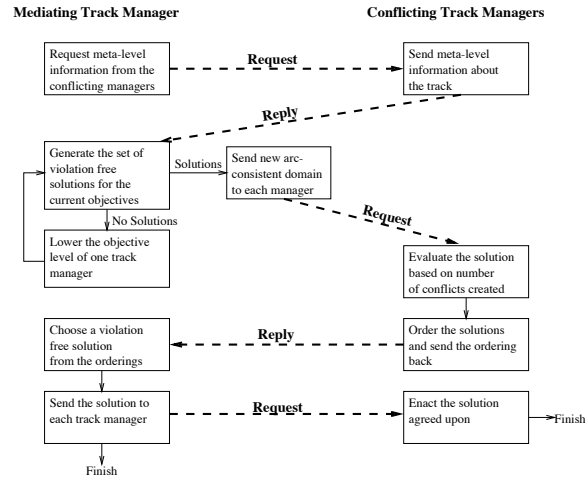 Mediating Track Manager
Conflicting Track Managers
Request meta-level
information from the
conflicting managers
Request
Send meta-level
information about
the track
Reply
Generate the set of
violation free
solutions for the
current objectives
Solutions
Send new arc-
consistent domain
to each manager
No Solutions
Request
Lower the objective
level of one track
manager
Evaluate the solution
based on number
of conflicts created
Choose a violation
free solution
from the orderings
Reply
Order the solutions
and send the ordering
back
Send the solution to
each track manager
Request
Enact the solution
agreed upon
Finish
Finish